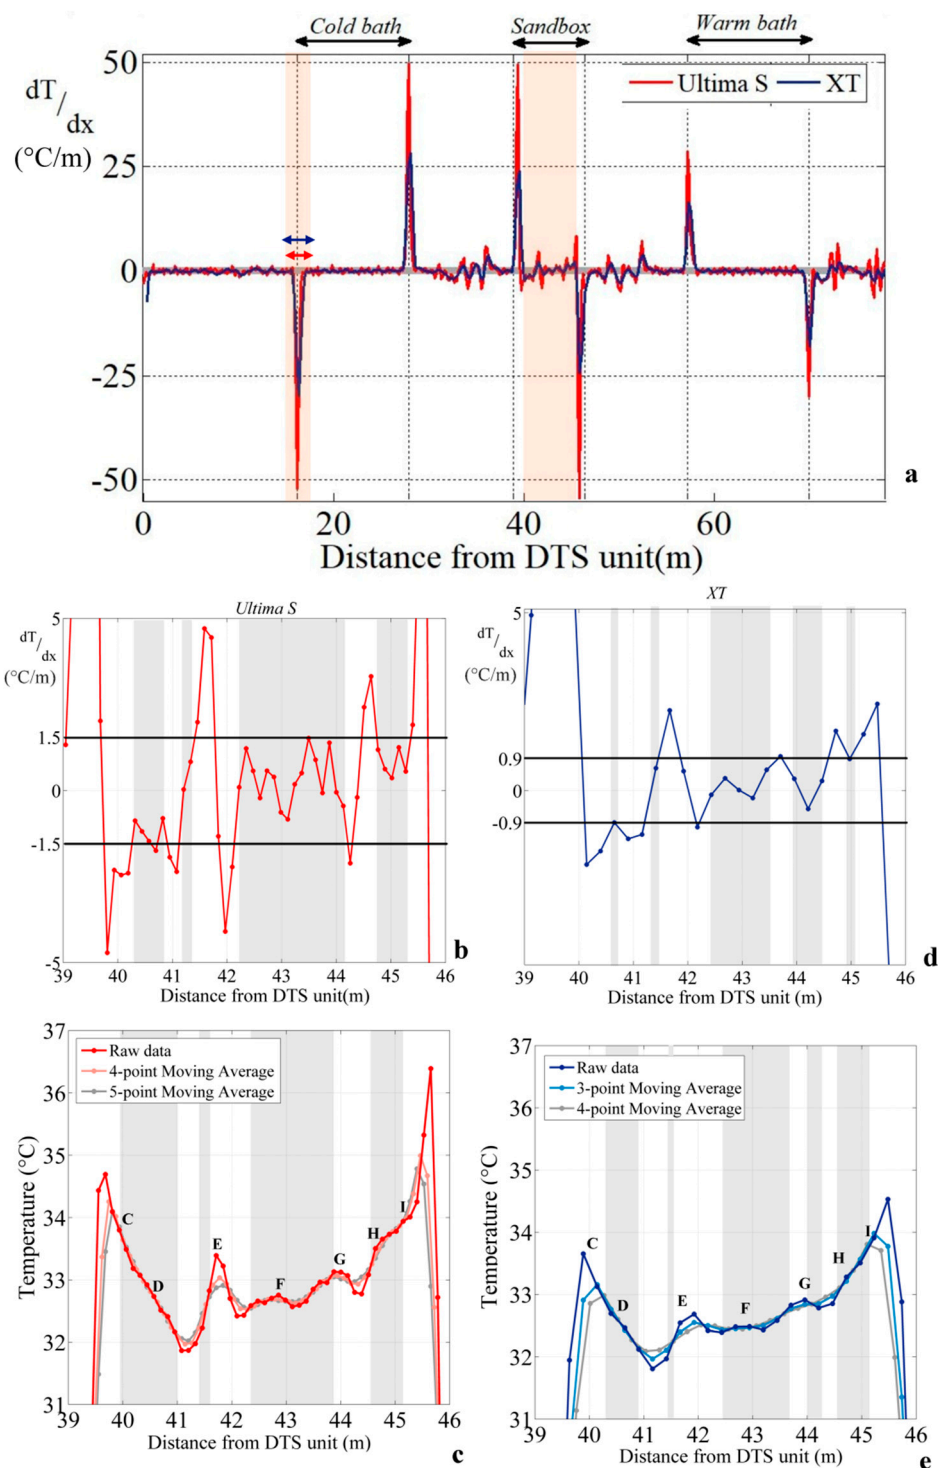 Cold bath Sandbox Warm bath
50
dT/dx
(°C/m)
25
0
-25
-50
Ultima S XT
0 20 40 60
Distance from DTS unit(m)
a
Ultima S
5
dT/dx
(°C/m)
1.5
0
-1.5
-5
39 40 41 42 43 44 45 46
Distance from DTS unit(m)
b
XT
5
dT/dx
(°C/m)
0.9
0
-0.9
39 40 41 42 43 44 45 46
Distance from DTS unit (m)
d
37
36
35
34
33
32
31
Temperature (°C)
Raw data
4-point Moving Average
5-point Moving Average
C
D
E
F
G
H
I
39 40 41 42 43 44 45 46
Distance from DTS unit (m)
c
37
36
35
34
33
32
31
Temperature (°C)
Raw data
3-point Moving Average
4-point Moving Average
C
D
E
F
G
H
I
39 40 41 42 43 44 45 46
Distance from DTS unit (m)
e